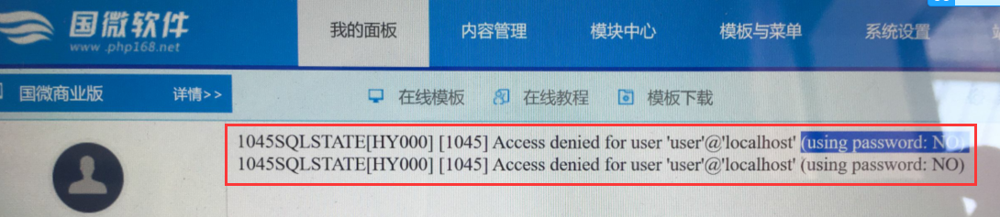 国微软件
www.php168.net
我的面板
内容管理
模块中心
模板与菜单
系统设置
国微商业版
详情>>
在线模板
在线教程
模板下载
1045SQLSTATE[HY000] [1045] Access denied for user 'user'@'localhost' (using password: NO)
1045SQLSTATE[HY000] [1045] Access denied for user 'user'@'localhost' (using password: NO)